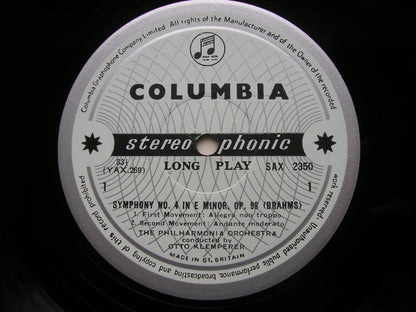 Columbia Graphophone Company Limited. All rights of the Manufacturer and of the Owner of the recorded
work reserved. Unauthorised public performance, broadcasting and copying of this record prohibited
COLUMBIA
stereophonic
33⅓ LONG PLAY SAX 2350
(YAX.269)
1 1
SYMPHONY NO. 4 IN E MINOR, OP. 98 (BRAHMS)
1. First Movement: Allegro non troppo
2. Second Movement: Andante moderato
THE PHILHARMONIA ORCHESTRA
conducted by
OTTO KLEMPERER
MADE IN GT. BRITAIN